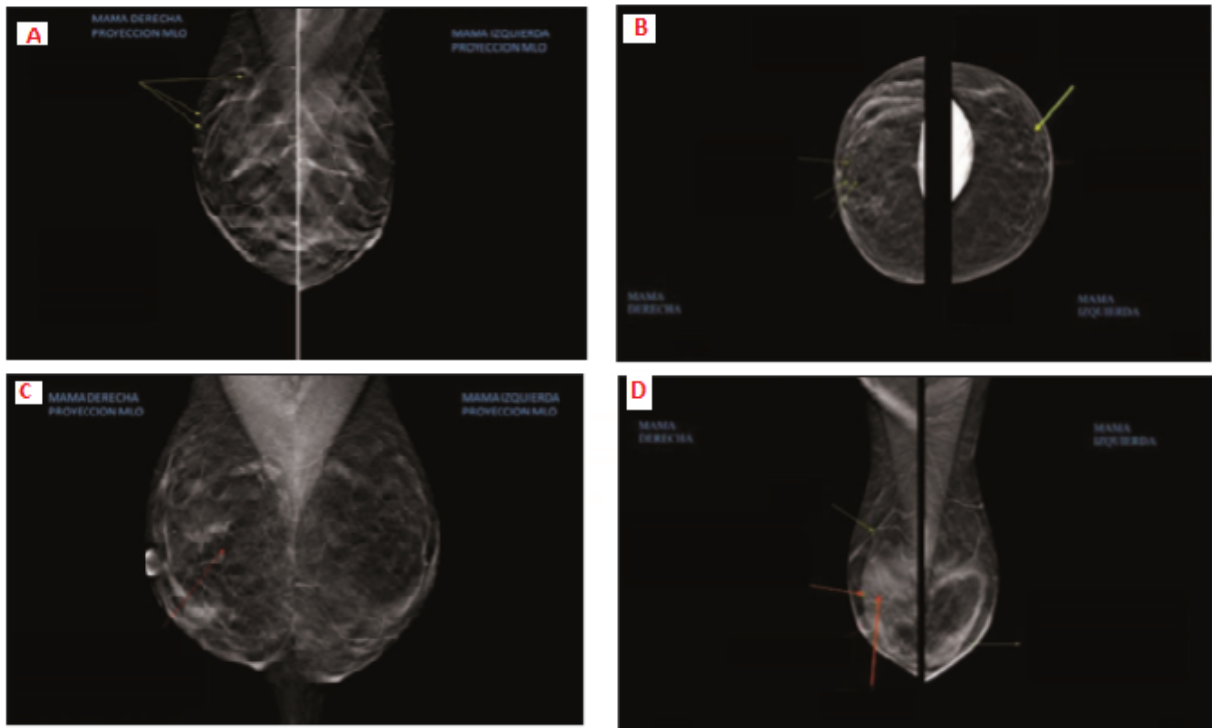 A
MAMA DERECHA
PROYECCION MLO
MAMA IZQUIERDA
PROYECCION MLO
B
MAMA
DERECHA
MAMA
IZQUIERDA
C
MAMA DERECHA
PROYECCION MLO
MAMA IZQUIERDA
PROYECCION MLO
D
MAMA
DERECHA
MAMA
IZQUIERDA